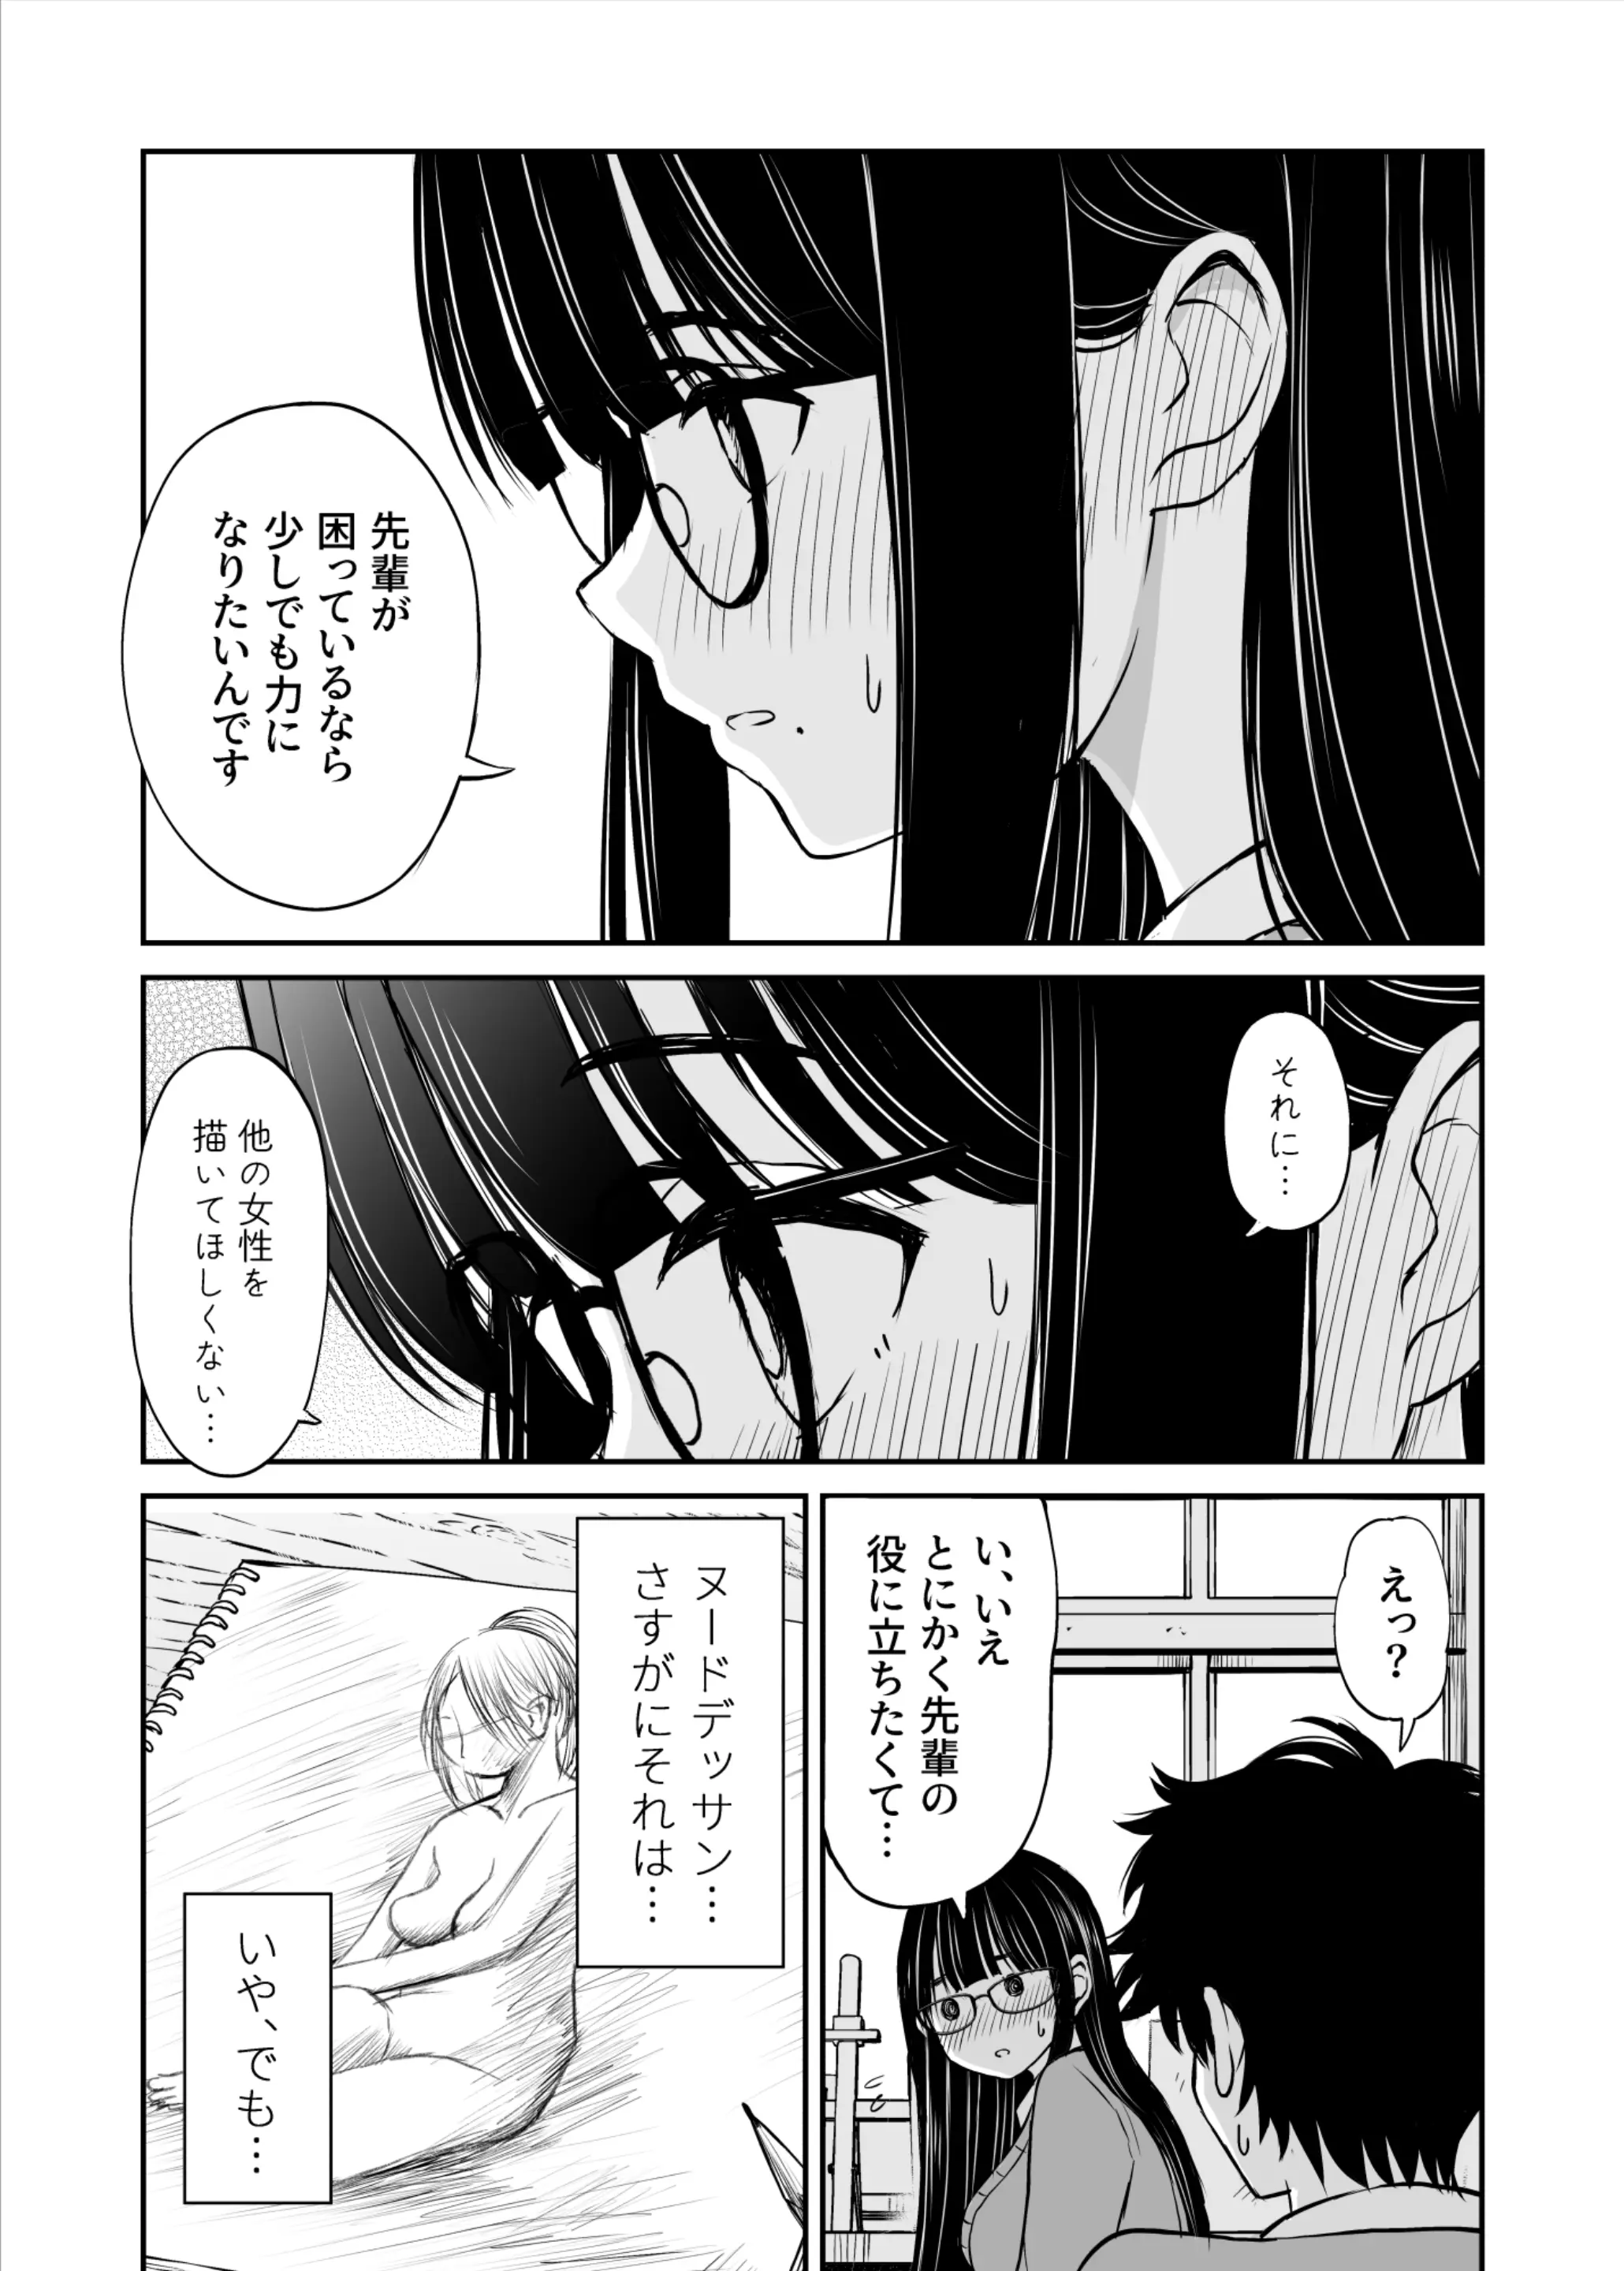 先輩が
困っているなら
少しでも力に
なりたいんです
それに…
他の女性を
描いてほしくない…
えっ？
い、いえ
とにかく先輩の
役に立ちたくて…
ヌードデッサン…
さすがにそれは…
いや、でも…